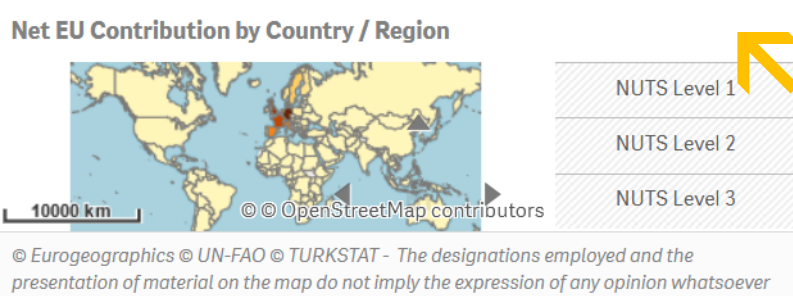 Net EU Contribution by Country / Region
NUTS Level 1
NUTS Level 2
NUTS Level 3
10000 km
© © OpenStreetMap contributors
© Eurogeographics © UN-FAO © TURKSTAT - The designations employed and the
presentation of material on the map do not imply the expression of any opinion whatsoever